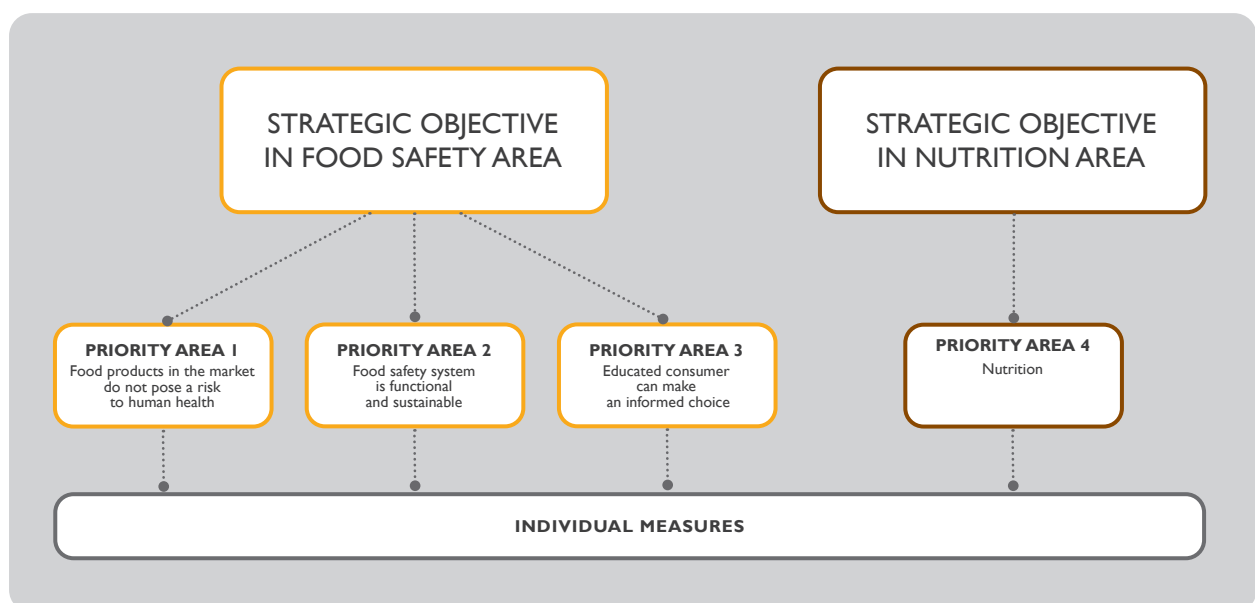 STRATEGIC OBJECTIVE
IN FOOD SAFETY AREA
STRATEGIC OBJECTIVE
IN NUTRITION AREA
PRIORITY AREA 1
Food products in the market
do not pose a risk
to human health
PRIORITY AREA 2
Food safety system
is functional
and sustainable
PRIORITY AREA 3
Educated consumer
can make
an informed choice
PRIORITY AREA 4
Nutrition
INDIVIDUAL MEASURES